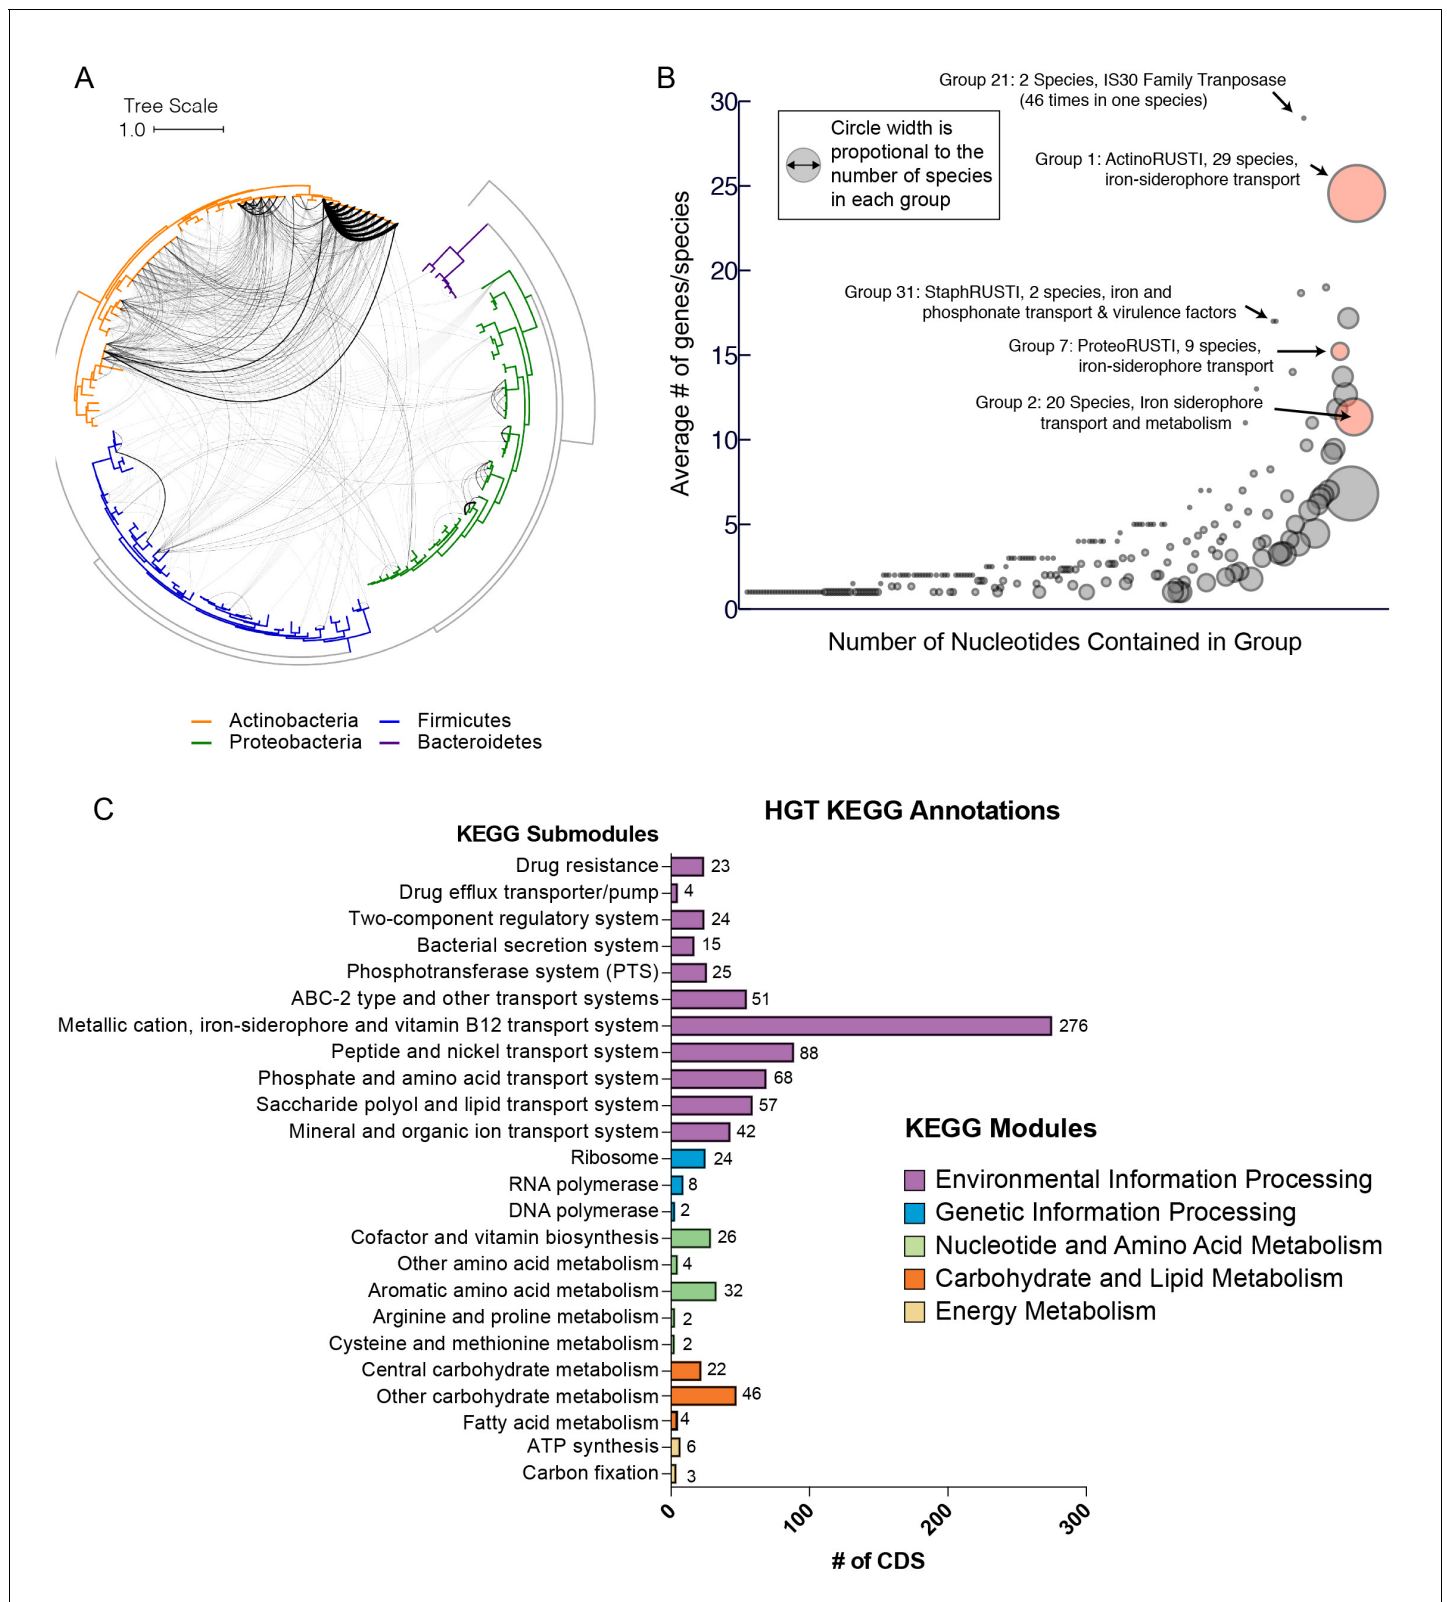 A
Tree Scale
1.0
Actinobacteria
Firmicutes
Proteobacteria
Bacteroidetes
B
Group 21: 2 Species, IS30 Family Tranposase
(46 times in one species)
Circle width is
propotional to the
number of species
in each group
Group 1: ActinoRUSTI, 29 species,
iron-siderophore transport
Group 31: StaphRUSTI, 2 species, iron and
phosphonate transport & virulence factors
Group 7: ProteoRUSTI, 9 species,
iron-siderophore transport
Group 2: 20 Species, Iron siderophore
transport and metabolism
Average # of genes/species
30
25
20
15
10
5
0
Number of Nucleotides Contained in Group
C
HGT KEGG Annotations
KEGG Submodules
Drug resistance 23
Drug efflux transporter/pump 4
Two-component regulatory system 24
Bacterial secretion system 15
Phosphotransferase system (PTS) 25
ABC-2 type and other transport systems 51
Metallic cation, iron-siderophore and vitamin B12 transport system 276
Peptide and nickel transport system 88
Phosphate and amino acid transport system 68
Saccharide polyol and lipid transport system 57
Mineral and organic ion transport system 42
Ribosome 24
RNA polymerase 8
DNA polymerase 2
Cofactor and vitamin biosynthesis 26
Other amino acid metabolism 4
Aromatic amino acid metabolism 32
Arginine and proline metabolism 2
Cysteine and methionine metabolism 2
Central carbohydrate metabolism 22
Other carbohydrate metabolism 46
Fatty acid metabolism 4
ATP synthesis 6
Carbon fixation 3
0 100 200 300
# of CDS
KEGG Modules
Environmental Information Processing
Genetic Information Processing
Nucleotide and Amino Acid Metabolism
Carbohydrate and Lipid Metabolism
Energy Metabolism